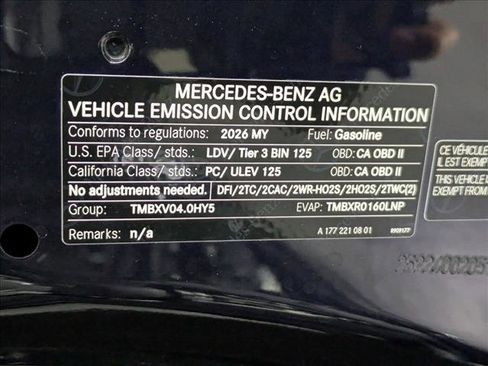 MERCEDES-BENZ AG
VEHICLE EMISSION CONTROL INFORMATION
Conforms to regulations: 2026 MY Fuel: Gasoline
U.S. EPA Class/ stds.: LDV/ Tier 3 BIN 125 OBD: CA OBD II
California Class/ stds.: PC/ ULEV 125 OBD: CA OBD II
No adjustments needed. DFI/2TC/2CAC/2WR-HO2S/2HO2S/2TWC(2)
Group: TMBXV04.0HY5 EVAP: TMBXR0160LNP
Remarks: n/a A 177 221 08 01
CE VÉHICULE
IL EST EXEMPT
THIS VEHICLE
EXEMPT FROM